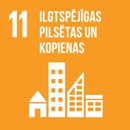 11 ILGTSPĒJĪGAS
PILSĒTAS UN
KOPIENAS